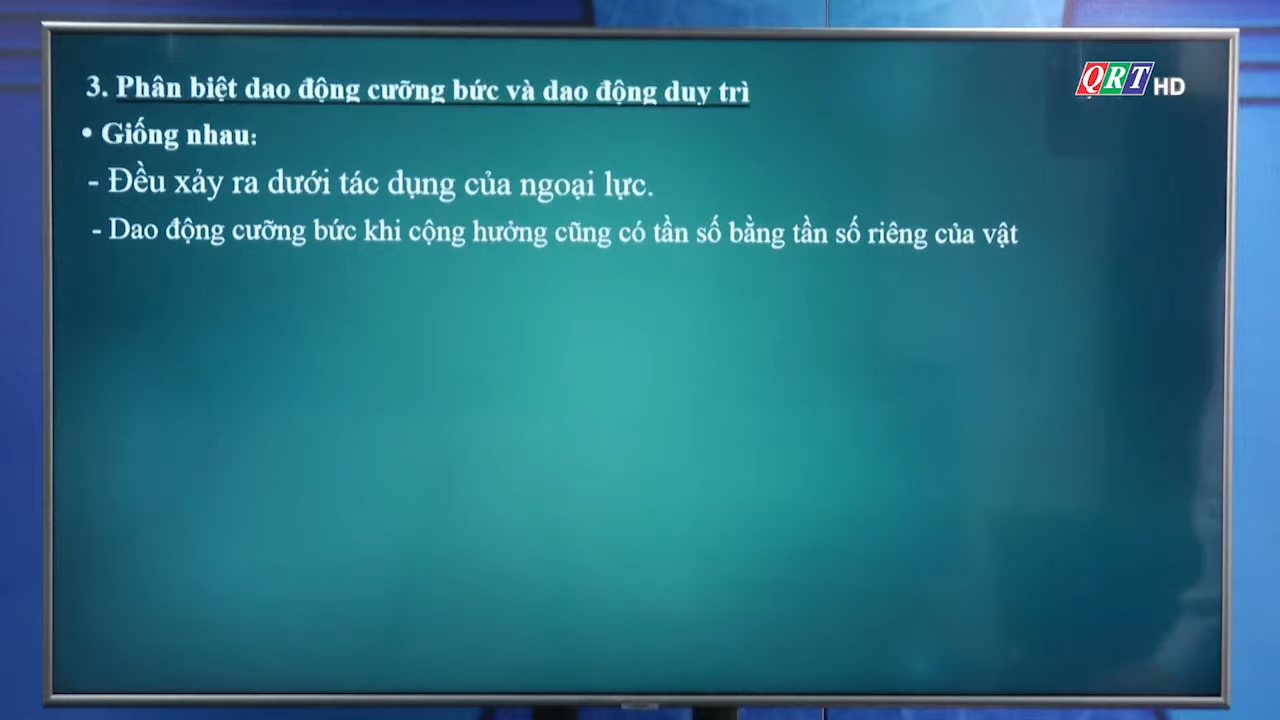 3. Phân biệt dao động cưỡng bức và dao động duy trì
QRT HD
• Giống nhau:
- Đều xảy ra dưới tác dụng của ngoại lực.
- Dao động cưỡng bức khi cộng hưởng cũng có tần số bằng tần số riêng của vật